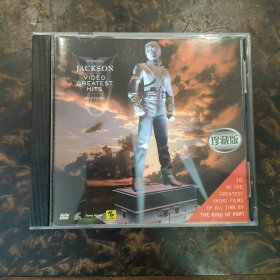 MICHAEL
JACKSON
VIDEO
GREATEST
HITS
HISTORY
珍藏版
10
OF THE
GREATEST
SHORT FILMS
OF ALL TIME BY
THE KING OF POP!